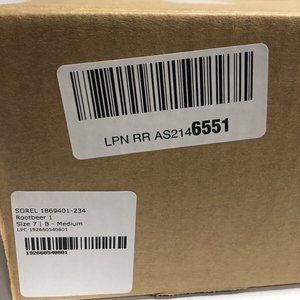 LPN RR AS2146551
SOREL 1869401-234
Rootbeer 1
Size 7 | B - Medium
UPC 192660540801
192660540801